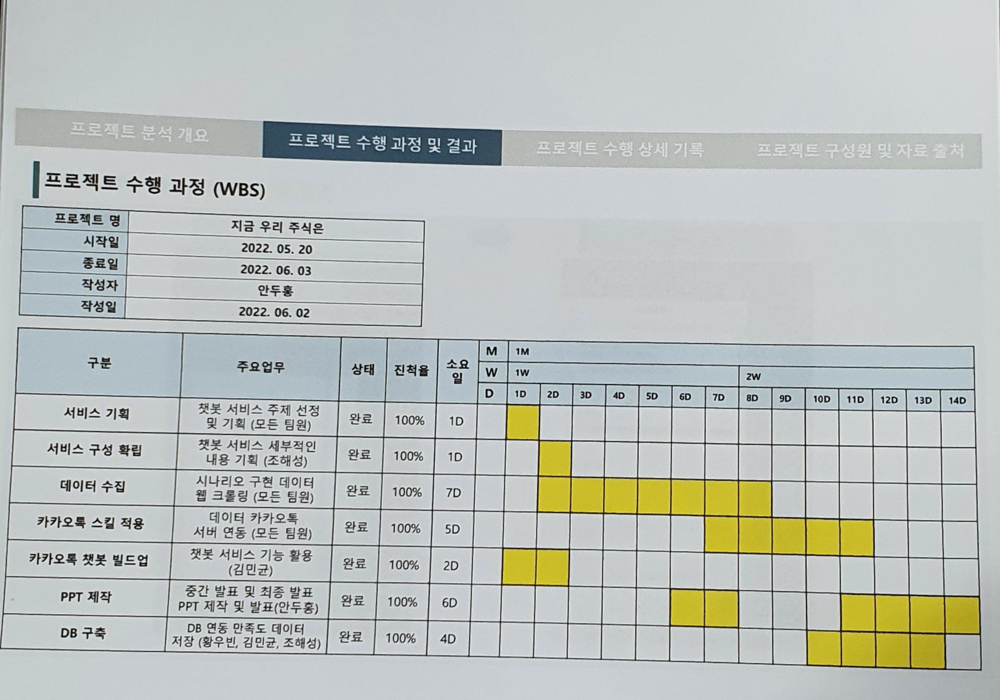 프로젝트 분석 개요 프로젝트 수행 과정 및 결과 프로젝트 수행 상세 기록 프로젝트 구성원 및 자료 출처
프로젝트 수행 과정 (WBS)
프로젝트 명 지금 우리 주식은
시작일 2022. 05. 20
종료일 2022. 06. 03
작성자 안두홍
작성일 2022. 06. 02
구분 주요업무 상태 진척율 소요
일
M 1M
W 1W 2W
D 1D 2D 3D 4D 5D 6D 7D 8D 9D 10D 11D 12D 13D 14D
서비스 기획 챗봇 서비스 주제 선정
및 기획 (모든 팀원) 완료 100% 1D
서비스 구성 확립 챗봇 서비스 세부적인
내용 기획 (조해성) 완료 100% 1D
데이터 수집 시나리오 구현 데이터
웹 크롤링 (모든 팀원) 완료 100% 7D
카카오톡 스킬 적용 데이터 카카오톡
서버 연동 (모든 팀원) 완료 100% 5D
카카오톡 챗봇 빌드업 챗봇 서비스 기능 활용
(김민균) 완료 100% 2D
PPT 제작 중간 발표 및 최종 발표
PPT 제작 및 발표(안두홍) 완료 100% 6D
DB 구축 DB 연동 만족도 데이터
저장 (황우빈, 김민균, 조해성) 완료 100% 4D